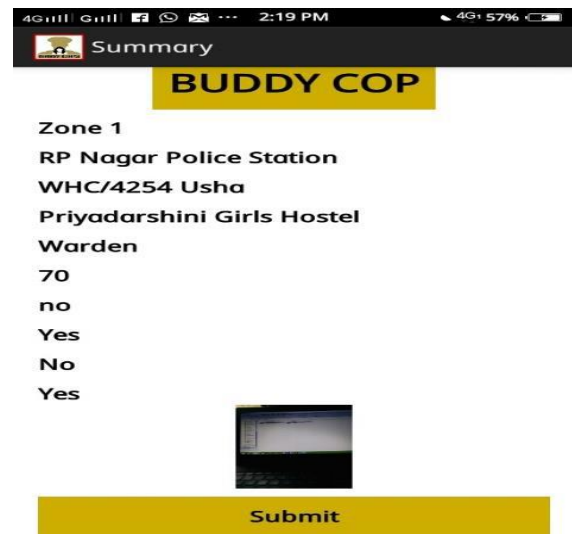 2:19 PM 4G 57%
Summary
BUDDY COP
Zone 1
RP Nagar Police Station
WHC/4254 Usha
Priyadarshini Girls Hostel
Warden
70
no
Yes
No
Yes
Submit